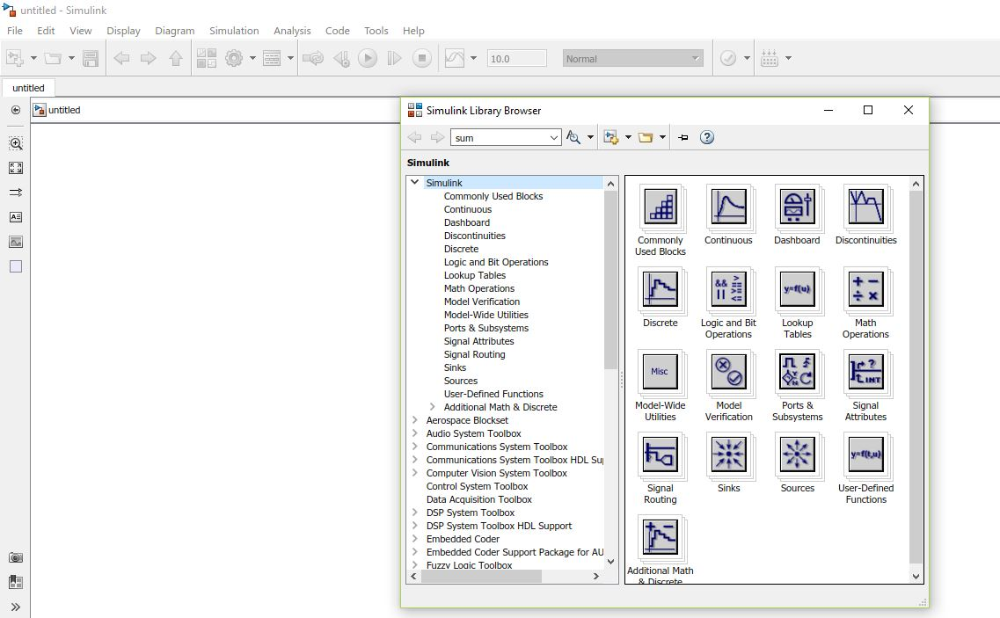 untitled - Simulink
File Edit View Display Diagram Simulation Analysis Code Tools Help
10.0 Normal
untitled
untitled
Simulink Library Browser
sum
Simulink
Simulink
Commonly Used Blocks
Continuous
Dashboard
Discontinuities
Discrete
Logic and Bit Operations
Lookup Tables
Math Operations
Model Verification
Model-Wide Utilities
Ports & Subsystems
Signal Attributes
Signal Routing
Sinks
Sources
User-Defined Functions
Additional Math & Discrete
Aerospace Blockset
Audio System Toolbox
Communications System Toolbox
Communications System Toolbox HDL Su
Computer Vision System Toolbox
Control System Toolbox
Data Acquisition Toolbox
DSP System Toolbox
DSP System Toolbox HDL Support
Embedded Coder
Embedded Coder Support Package for AU
Fuzzy Logic Toolbox
Commonly Used Blocks
Continuous
Dashboard
Discontinuities
&& || > == >= <=
y=f(u)
+ − ÷ ×
Discrete
Logic and Bit Operations
Lookup Tables
Math Operations
Misc
Y N
? INT
Model-Wide Utilities
Model Verification
Ports & Subsystems
Signal Attributes
y=f(t,u)
Signal Routing
Sinks
Sources
User-Defined Functions
+ −
Additional Math & Discrete